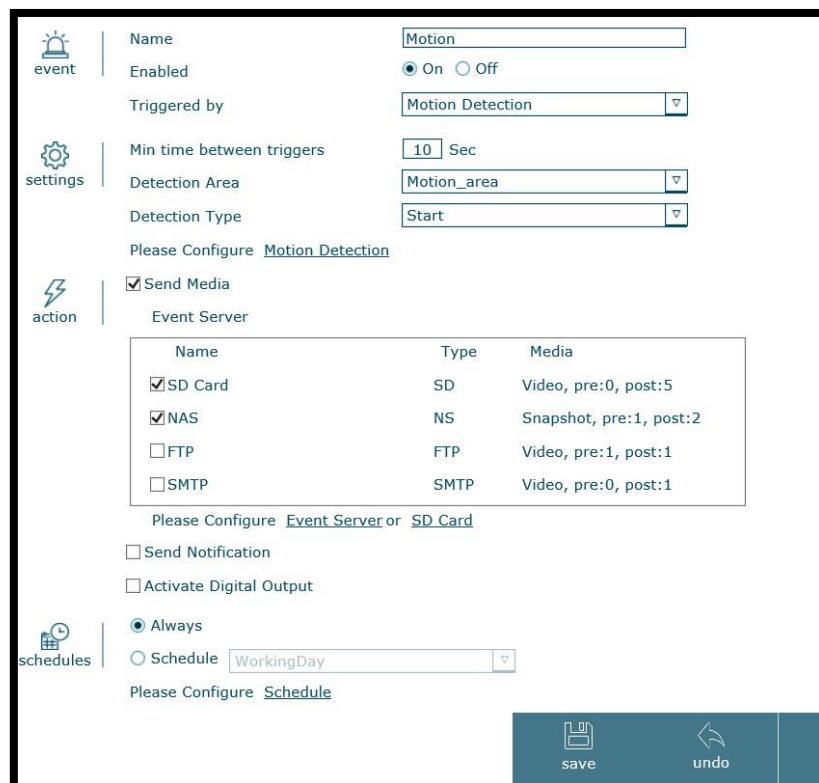 event
Name Motion
Enabled On Off
Triggered by Motion Detection
settings
Min time between triggers 10 Sec
Detection Area Motion_area
Detection Type Start
Please Configure Motion Detection
action
Send Media
Event Server
Name Type Media
SD Card SD Video, pre:0, post:5
NAS NS Snapshot, pre:1, post:2
FTP FTP Video, pre:1, post:1
SMTP SMTP Video, pre:0, post:1
Please Configure Event Server or SD Card
Send Notification
Activate Digital Output
schedules
Always
Schedule WorkingDay
Please Configure Schedule
save undo